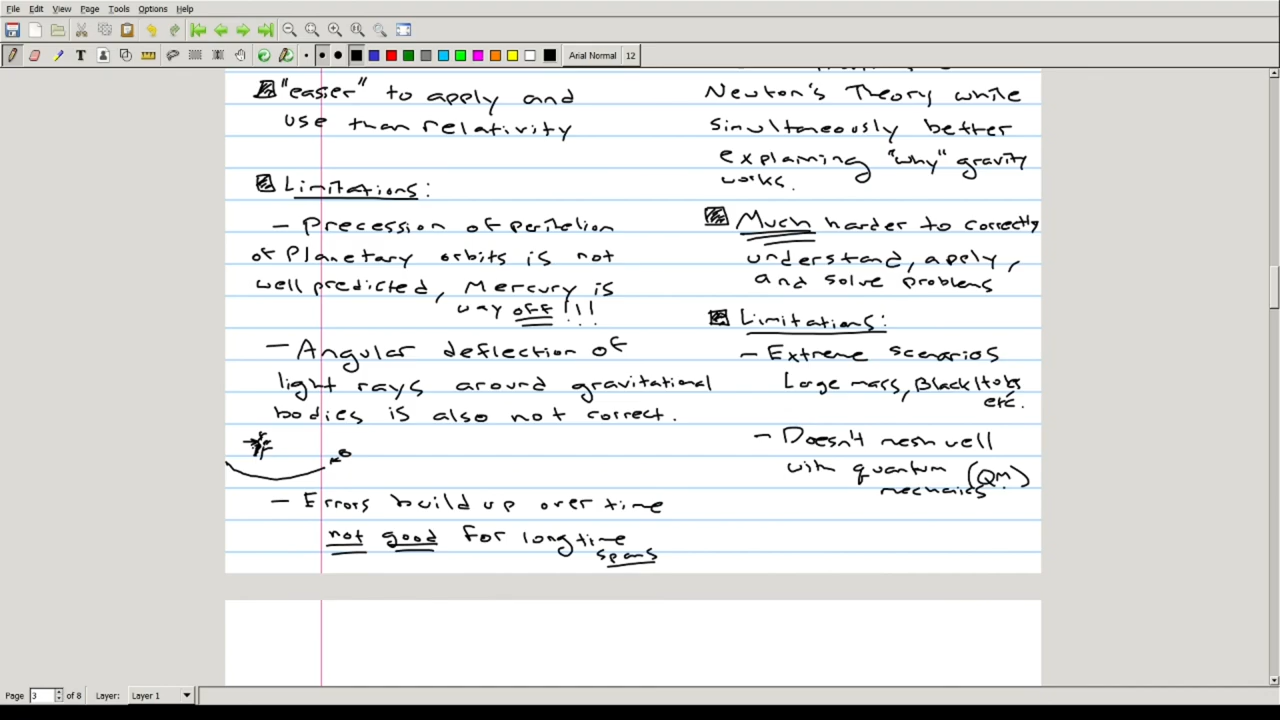 File Edit View Page Tools Options Help
Arial Normal 12
"easier" to apply and
use than relativity
Limitations:
- Precession of perihelion
of Planetary orbits is not
well predicted, Mercury is
way off!!!
- Angular deflection of
light rays around gravitational
bodies is also not correct.
- Errors build up over time
not good for long time
spans
Newton's Theory while
simultaneously better
explaining "why" gravity
works.
Much harder to correctly
understand, apply,
and solve problems
Limitations:
- Extreme scenarios
Large mass, Black Holes
etc.
- Doesn't mesh well
with quantum (QM)
mechanics
Page 3 of 8 Layer: Layer 1